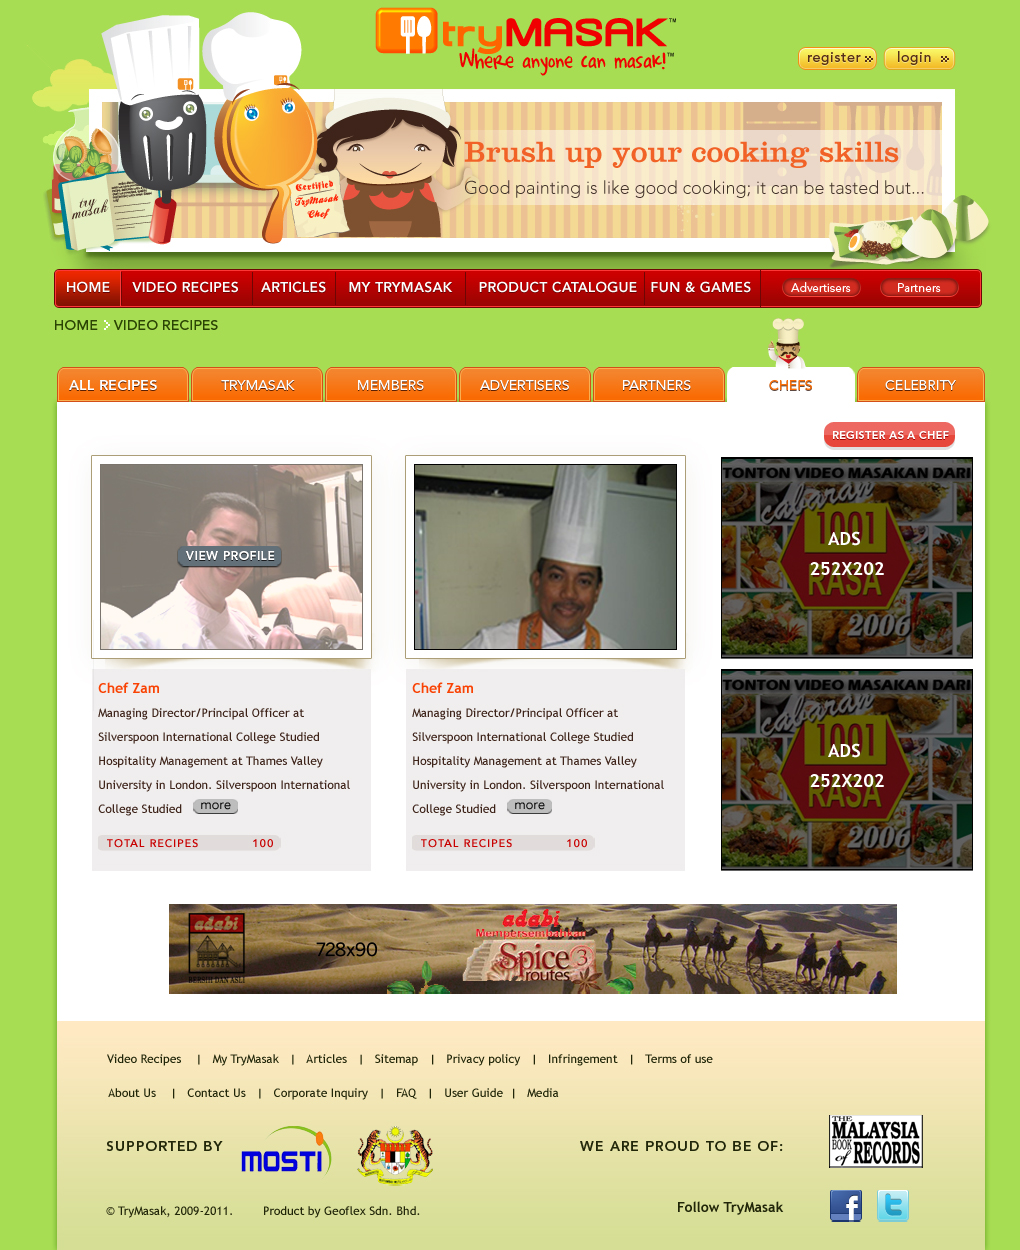 tryMASAK™
Where anyone can masak!™
register
login
Brush up your cooking skills
Good painting is like good cooking; it can be tasted but...
try
masak
Certified
TryMasak
Chef
HOME
VIDEO RECIPES
ARTICLES
MY TRYMASAK
PRODUCT CATALOGUE
FUN & GAMES
Advertisers
Partners
HOME
VIDEO RECIPES
ALL RECIPES
TRYMASAK
MEMBERS
ADVERTISERS
PARTNERS
CHEFS
CELEBRITY
REGISTER AS A CHEF
VIEW PROFILE
Chef Zam
Managing Director/Principal Officer at
Silverspoon International College Studied
Hospitality Management at Thames Valley
University in London. Silverspoon International
College Studied more
TOTAL RECIPES 100
Chef Zam
Managing Director/Principal Officer at
Silverspoon International College Studied
Hospitality Management at Thames Valley
University in London. Silverspoon International
College Studied more
TOTAL RECIPES 100
TONTON VIDEO MASAKAN DARI
cabaran
1001
ADS
252X202
RASA
2006
TONTON VIDEO MASAKAN DARI
cabaran
1001
ADS
252X202
RASA
2006
adabi
BERSIH DAN ASLI
728x90
adabi
Mempersembahkan
Spice 3
routes
Video Recipes | My TryMasak | Articles | Sitemap | Privacy policy | Infringement | Terms of use
About Us | Contact Us | Corporate Inquiry | FAQ | User Guide | Media
SUPPORTED BY
MOSTI
WE ARE PROUD TO BE OF:
THE
MALAYSIA
BOOK of RECORDS
© TryMasak, 2009-2011.
Product by Geoflex Sdn. Bhd.
Follow TryMasak
f
t